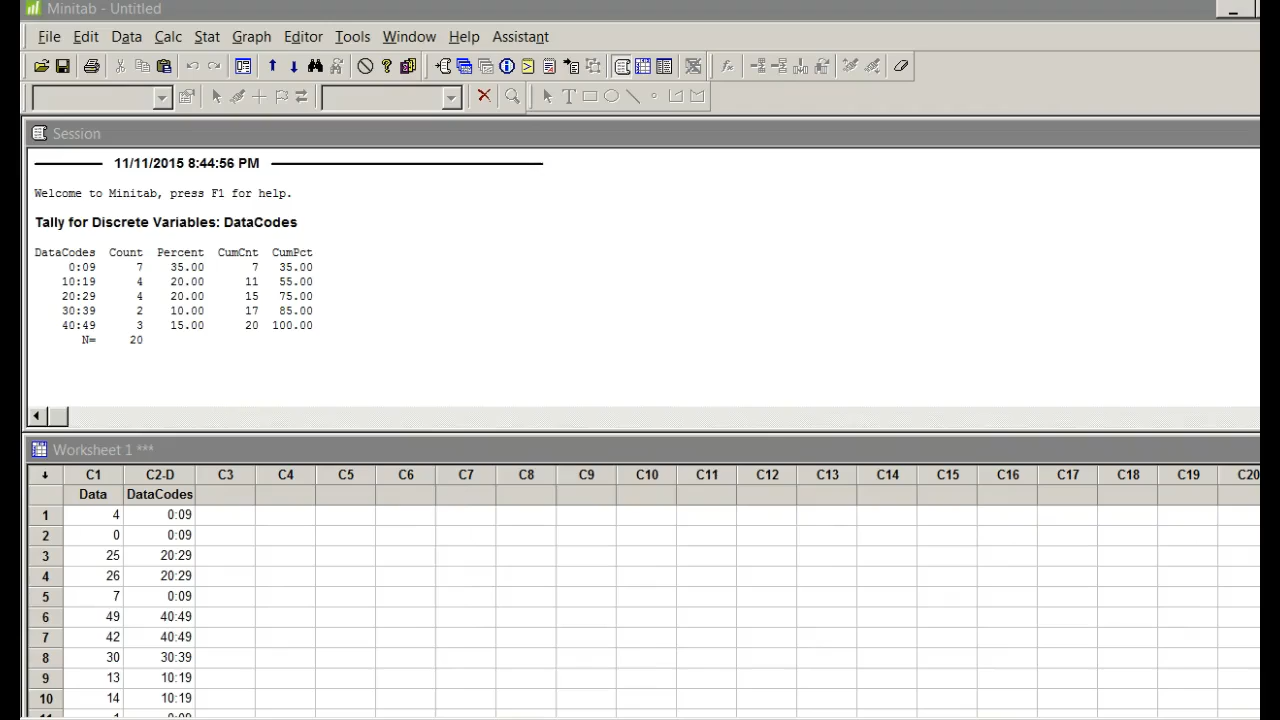 Minitab - Untitled
File Edit Data Calc Stat Graph Editor Tools Window Help Assistant
Session
11/11/2015 8:44:56 PM
Welcome to Minitab, press F1 for help.
Tally for Discrete Variables: DataCodes
DataCodes Count Percent CumCnt CumPct
0:09 7 35.00 7 35.00
10:19 4 20.00 11 55.00
20:29 4 20.00 15 75.00
30:39 2 10.00 17 85.00
40:49 3 15.00 20 100.00
N= 20
Worksheet 1 ***
C1 C2-D C3 C4 C5 C6 C7 C8 C9 C10 C11 C12 C13 C14 C15 C16 C17 C18 C19 C20
Data DataCodes
1 4 0:09
2 0 0:09
3 25 20:29
4 26 20:29
5 7 0:09
6 49 40:49
7 42 40:49
8 30 30:39
9 13 10:19
10 14 10:19